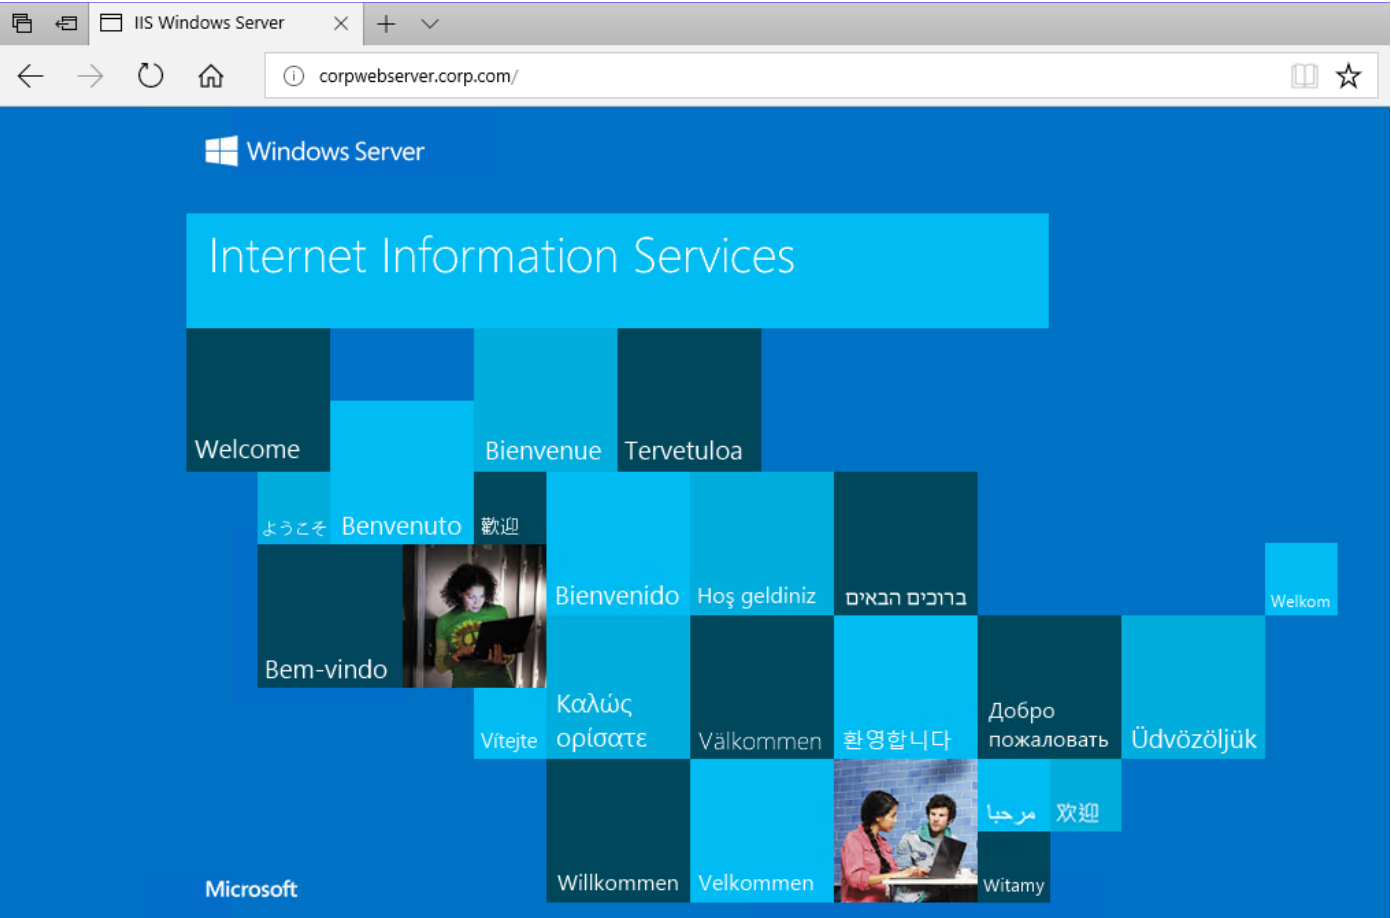 IIS Windows Server
corpwebserver.corp.com/
Windows Server
Internet Information Services
Welcome
Bienvenue
Tervetuloa
ようこそ
Benvenuto
歡迎
Bienvenido
Hoş geldiniz
ברוכים הבאים
Welkom
Bem-vindo
Vítejte
Καλώς
ορίσατε
Välkommen
환영합니다
Добро
пожаловать
Üdvözöljük
مرحبا
欢迎
Willkommen
Velkommen
Witamy
Microsoft